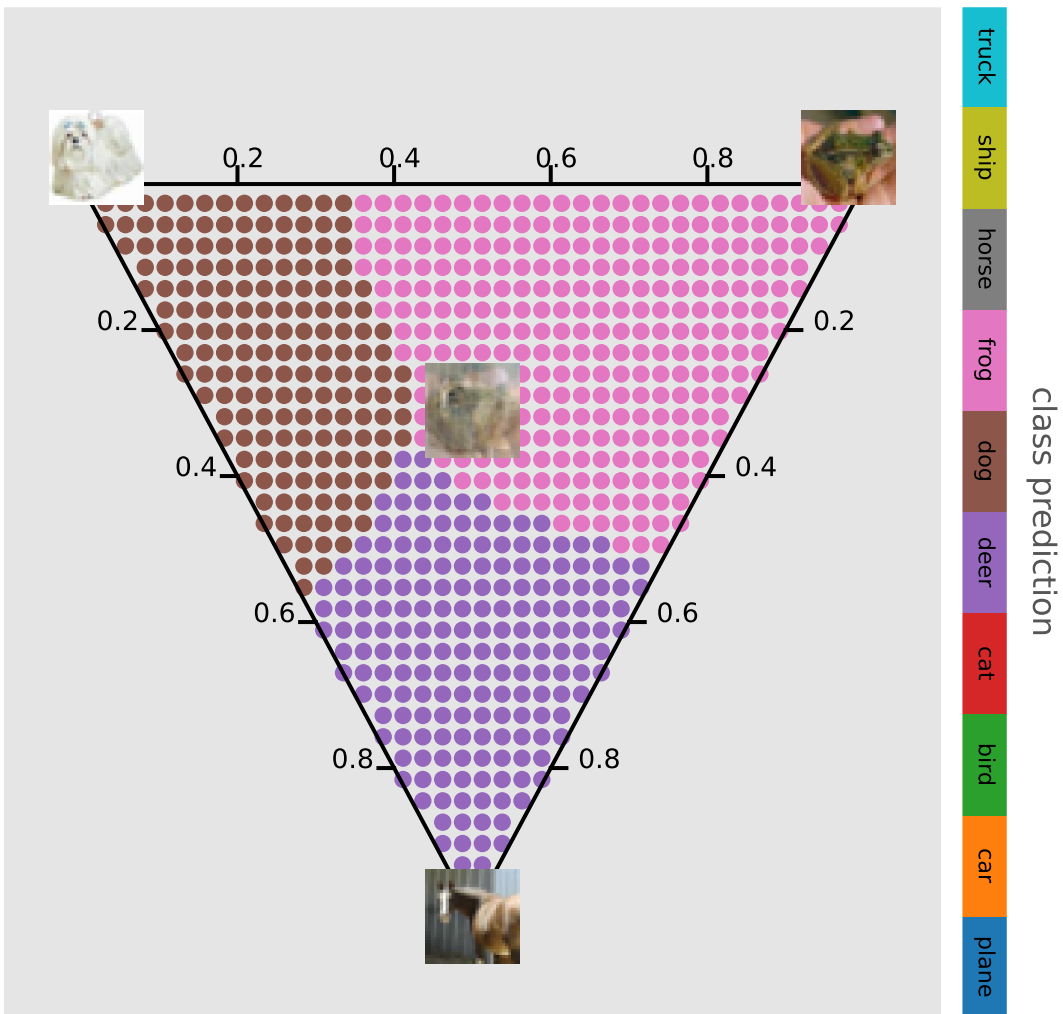 0.2 0.4 0.6 0.8
0.2 0.2
0.4 0.4
0.6 0.6
0.8 0.8
truck
ship
horse
frog
dog
deer
cat
bird
car
plane
class prediction